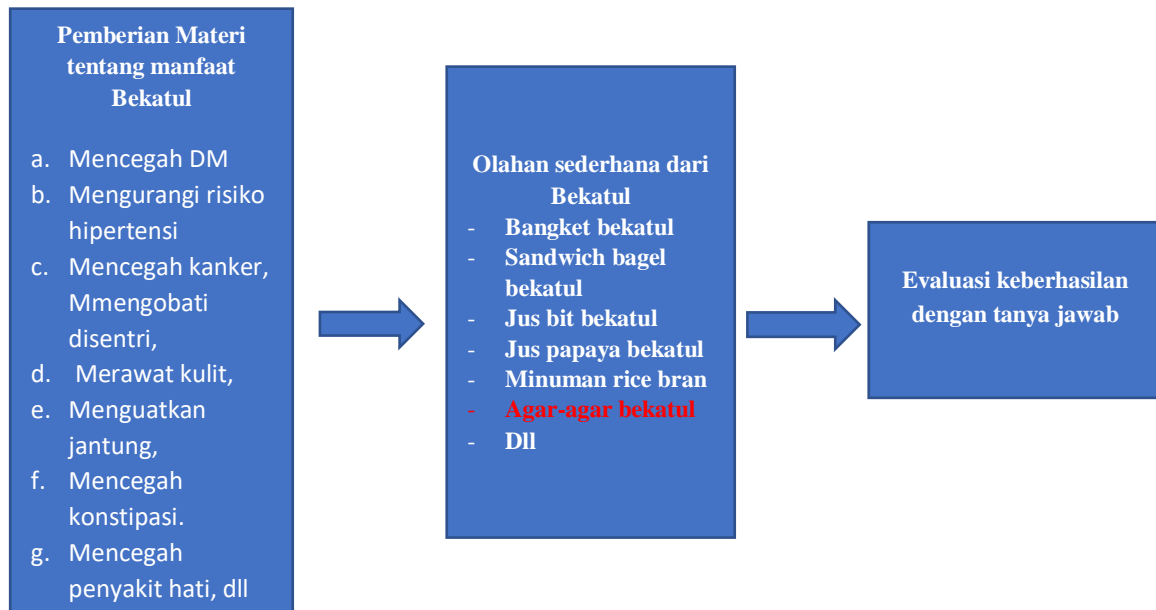 Pemberian Materi
tentang manfaat
Bekatul
a. Mencegah DM
b. Mengurangi risiko
hipertensi
c. Mencegah kanker,
Mmengobati
disentri,
d. Merawat kulit,
e. Menguatkan
jantung,
f. Mencegah
konstipasi.
g. Mencegah
penyakit hati, dll
Olahan sederhana dari
Bekatul
- Bangket bekatul
- Sandwich bagel
bekatul
- Jus bit bekatul
- Jus papaya bekatul
- Minuman rice bran
- Agar-agar bekatul
- Dll
Evaluasi keberhasilan
dengan tanya jawab